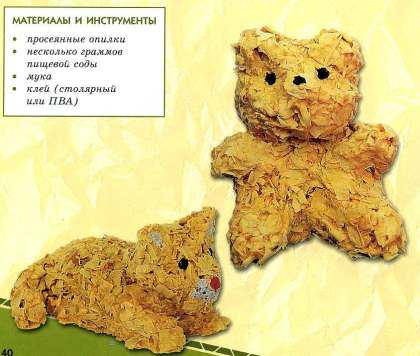 МАТЕРИАЛЫ И ИНСТРУМЕНТЫ
• просеянные опилки
• несколько граммов
пищевой соды
• мука
• клей (столярный
или ПВА)
40